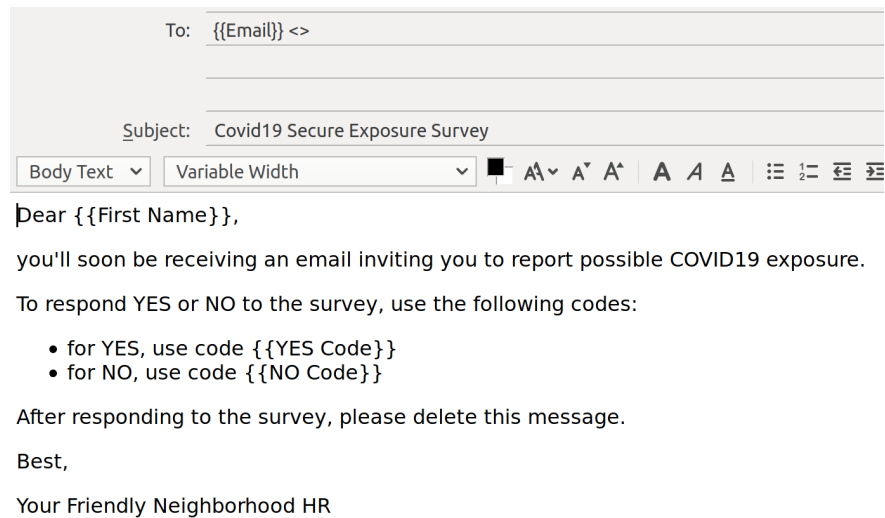 To: {{Email}} <>
Subject: Covid19 Secure Exposure Survey
Body Text Variable Width
Dear {{First Name}},
you'll soon be receiving an email inviting you to report possible COVID19 exposure.
To respond YES or NO to the survey, use the following codes:
• for YES, use code {{YES Code}}
• for NO, use code {{NO Code}}
After responding to the survey, please delete this message.
Best,
Your Friendly Neighborhood HR